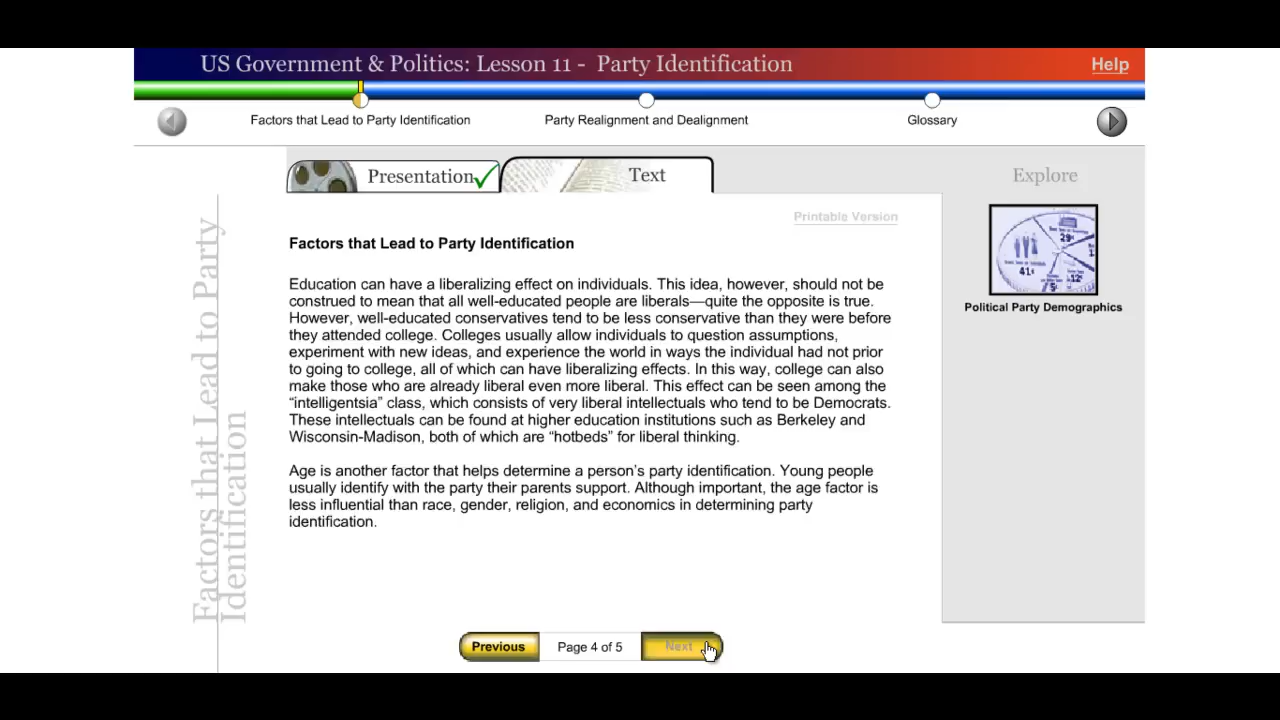 US Government & Politics: Lesson 11 - Party Identification
Help
Factors that Lead to Party Identification
Party Realignment and Dealignment
Glossary
Presentation
Text
Explore
Printable Version
Factors that Lead to Party Identification
Education can have a liberalizing effect on individuals. This idea, however, should not be
construed to mean that all well-educated people are liberals—quite the opposite is true.
However, well-educated conservatives tend to be less conservative than they were before
they attended college. Colleges usually allow individuals to question assumptions,
experiment with new ideas, and experience the world in ways the individual had not prior
to going to college, all of which can have liberalizing effects. In this way, college can also
make those who are already liberal even more liberal. This effect can be seen among the
“intelligentsia” class, which consists of very liberal intellectuals who tend to be Democrats.
These intellectuals can be found at higher education institutions such as Berkeley and
Wisconsin-Madison, both of which are “hotbeds” for liberal thinking.
Age is another factor that helps determine a person’s party identification. Young people
usually identify with the party their parents support. Although important, the age factor is
less influential than race, gender, religion, and economics in determining party
identification.
Political Party Demographics
Factors that Lead to Party
Identification
Previous
Page 4 of 5
Next